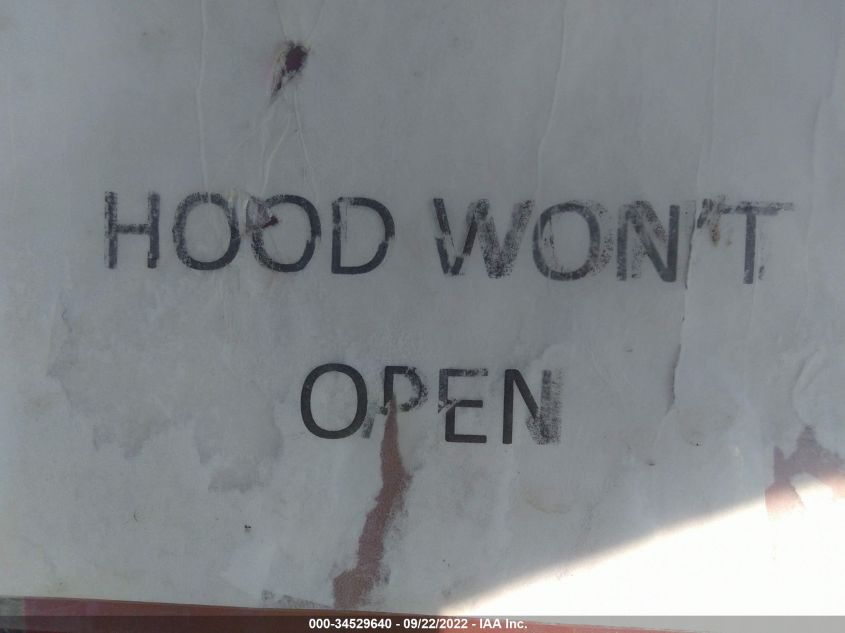 HOOD WON'T
OPEN
000-34529640 - 09/22/2022 - IAA Inc.